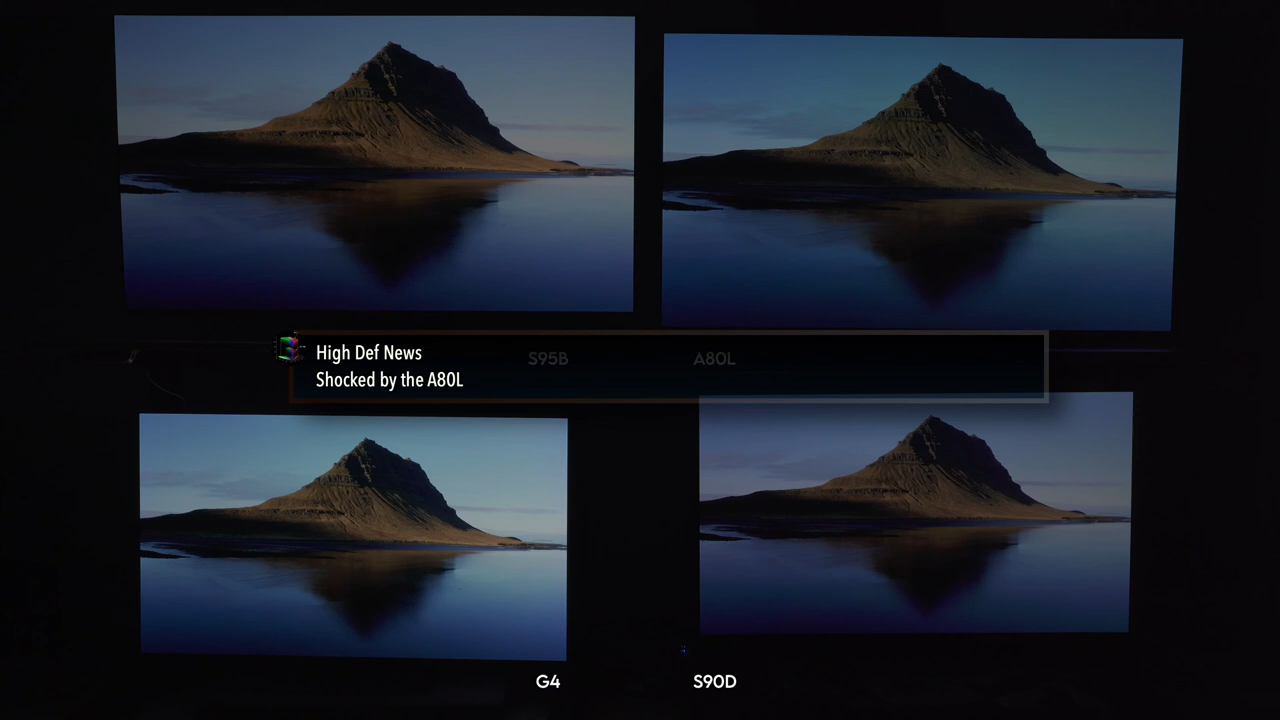 High Def News
Shocked by the A80L
S95B
A80L
G4
S90D